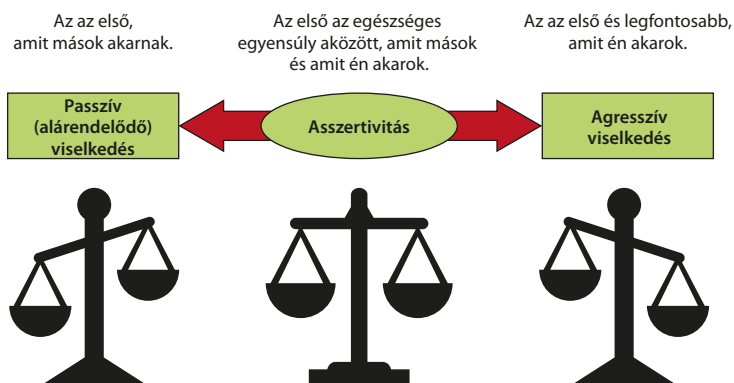 Az az első,
amit mások akarnak.
Az első az egészséges
egyensúly aközött, amit mások
és amit én akarok.
Az az első és legfontosabb,
amit én akarok.
Passzív
(alárendelődő)
viselkedés
Asszertivitás
Agresszív
viselkedés